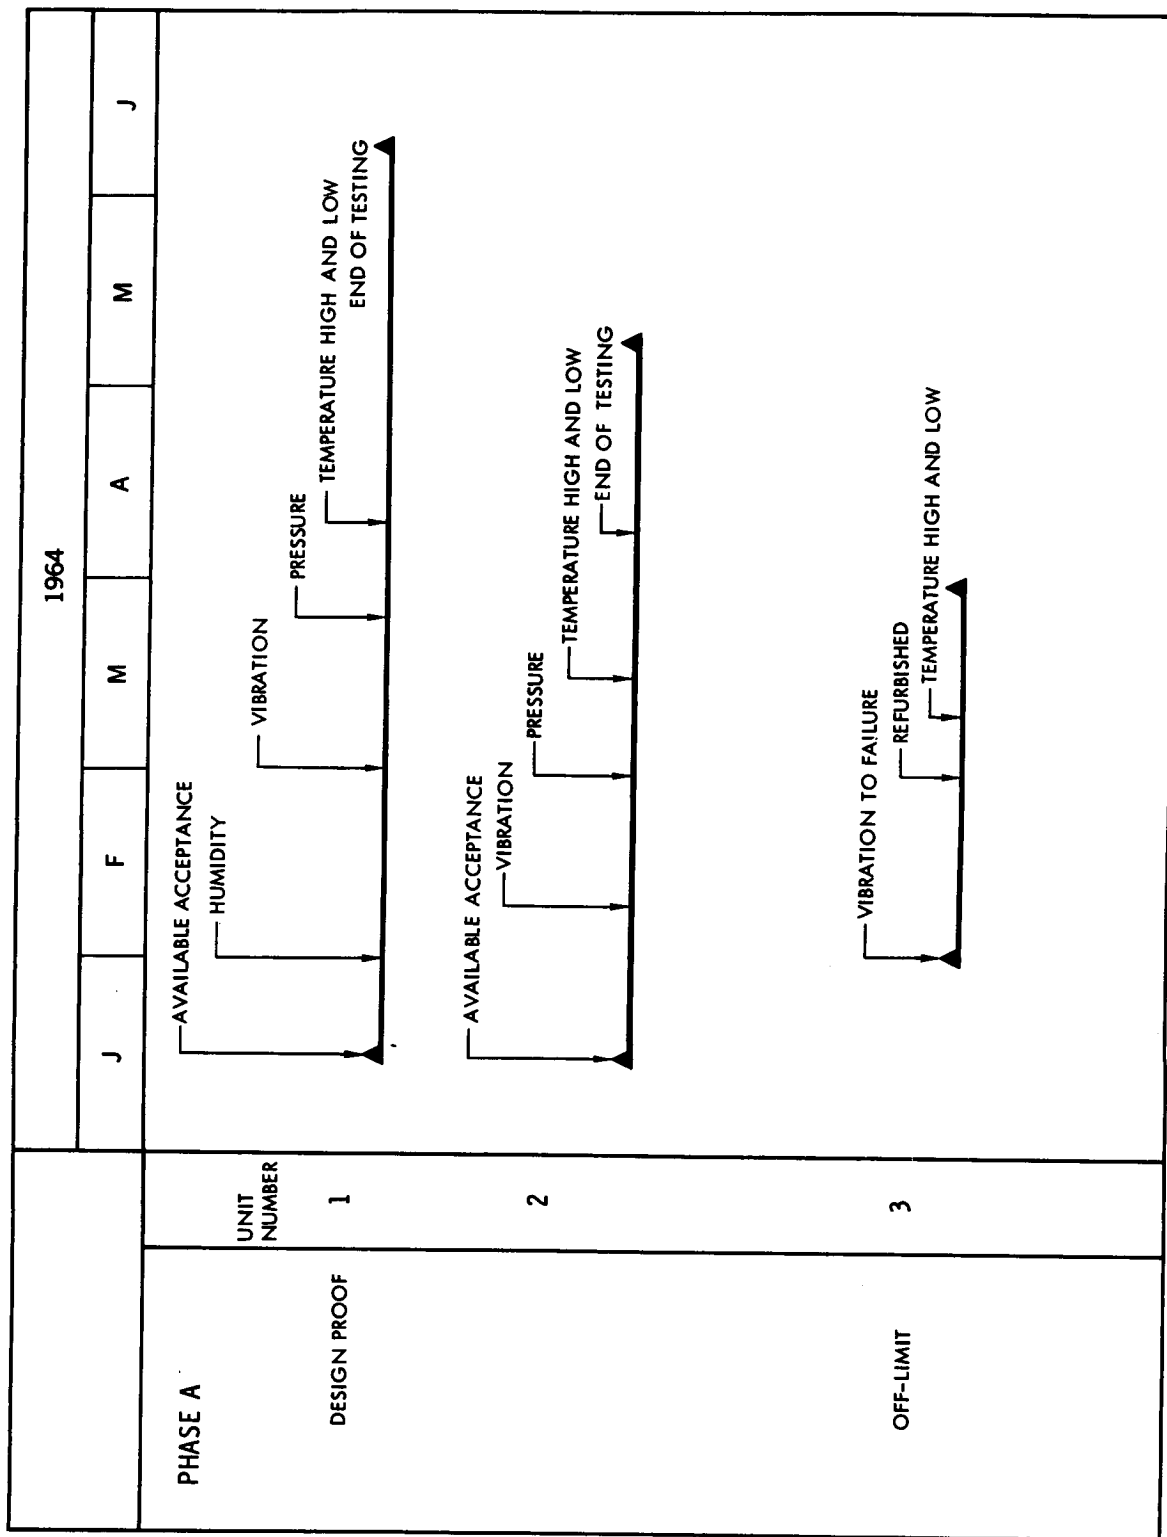 1964
J F M A M J
PHASE A
UNIT
NUMBER
DESIGN PROOF
1
AVAILABLE ACCEPTANCE
HUMIDITY
VIBRATION
PRESSURE
TEMPERATURE HIGH AND LOW
END OF TESTING
2
AVAILABLE ACCEPTANCE
VIBRATION
PRESSURE
TEMPERATURE HIGH AND LOW
END OF TESTING
OFF-LIMIT
3
VIBRATION TO FAILURE
REFURBISHED
TEMPERATURE HIGH AND LOW